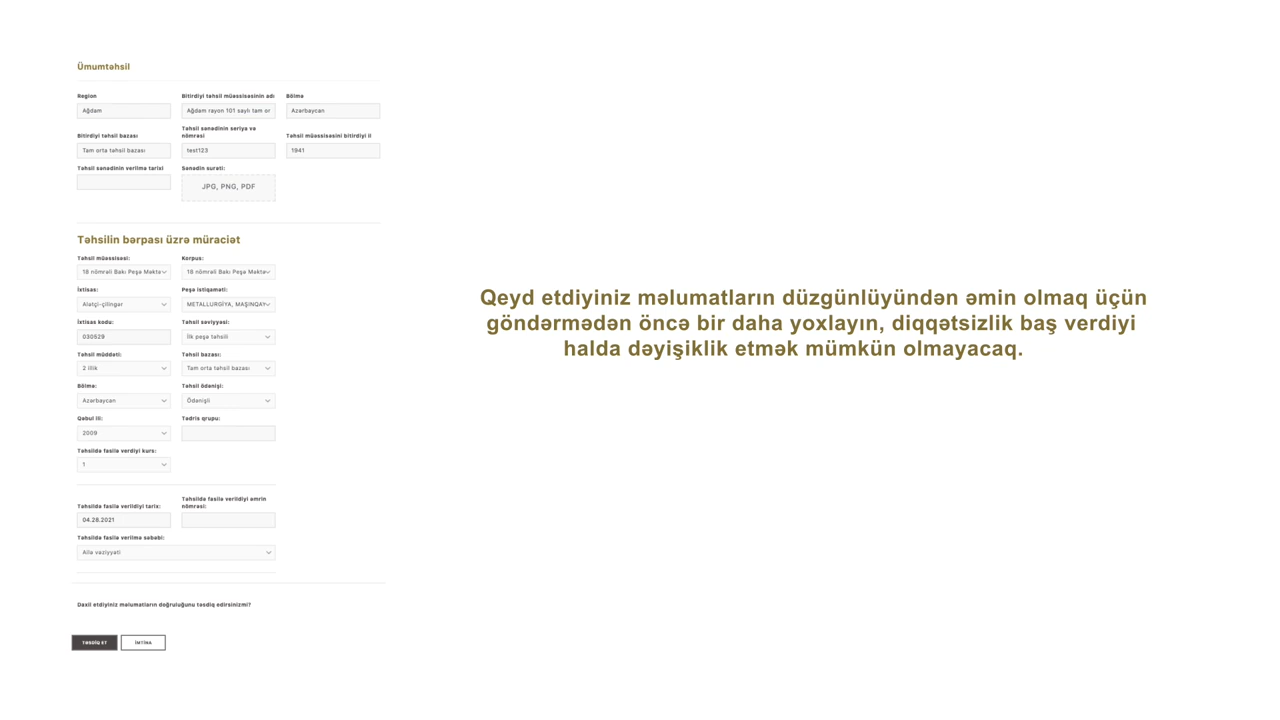 Ümumtəhsil
Region
Bitirdiyi təhsil müəssisəsinin adı
Bölmə
Ağdam
Ağdam rayon 101 saylı tam or
Azərbaycan
Bitirdiyi təhsil bazası
Təhsil sənədinin seriya və
nömrəsi
Təhsil müəssisəsini bitirdiyi il
Tam orta təhsil bazası
test123
1941
Təhsil sənədinin verilmə tarixi
Sənədin surəti:
JPG, PNG, PDF
Təhsilin bərpası üzrə müraciət
Təhsil müəssisəsi:
Korpus:
18 nömrəli Bakı Peşə Məktə
18 nömrəli Bakı Peşə Məktə
İxtisas:
Peşə istiqaməti:
Alətçi-çilingər
METALLURGİYA, MAŞINQAY
İxtisas kodu:
Təhsil səviyyəsi:
030529
İlk peşə təhsili
Təhsil müddəti:
Təhsil bazası:
2 illik
Tam orta təhsil bazası
Bölmə:
Təhsil ödənişi:
Azərbaycan
Ödənişli
Qəbul ili:
Tədris qrupu:
2009
Təhsildə fasilə verdiyi kurs:
1
Təhsildə fasilə verildiyi tarix:
Təhsildə fasilə verildiyi əmrin
nömrəsi:
04.28.2021
Təhsildə fasilə verilmə səbəbi:
Ailə vəziyyəti
Daxil etdiyiniz məlumatların doğruluğunu təsdiq edirsinizmi?
TƏSDİQ ET
İMTİNA
Qeyd etdiyiniz məlumatların düzgünlüyündən əmin olmaq üçün
göndərmədən öncə bir daha yoxlayın, diqqətsizlik baş verdiyi
halda dəyişiklik etmək mümkün olmayacaq.